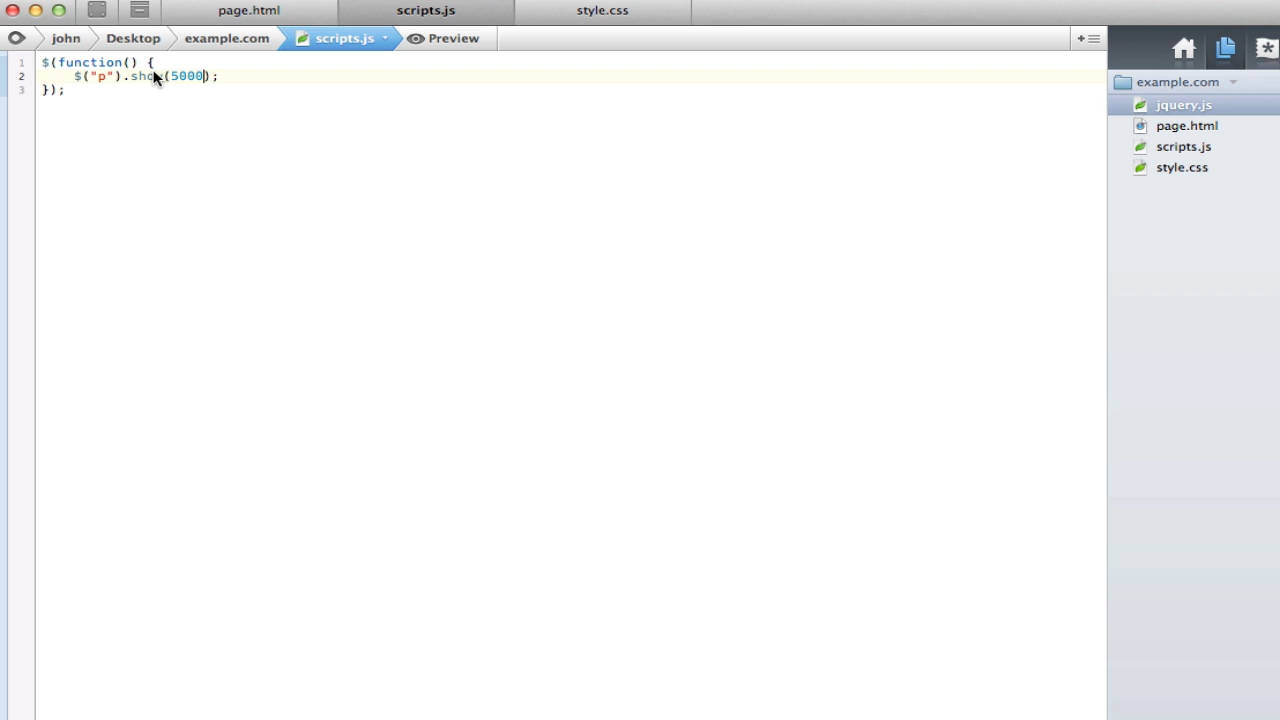 page.html scripts.js style.css
john Desktop example.com scripts.js Preview
1 $(function() {
2 $("p").show(5000);
3 });
example.com
jquery.js
page.html
scripts.js
style.css